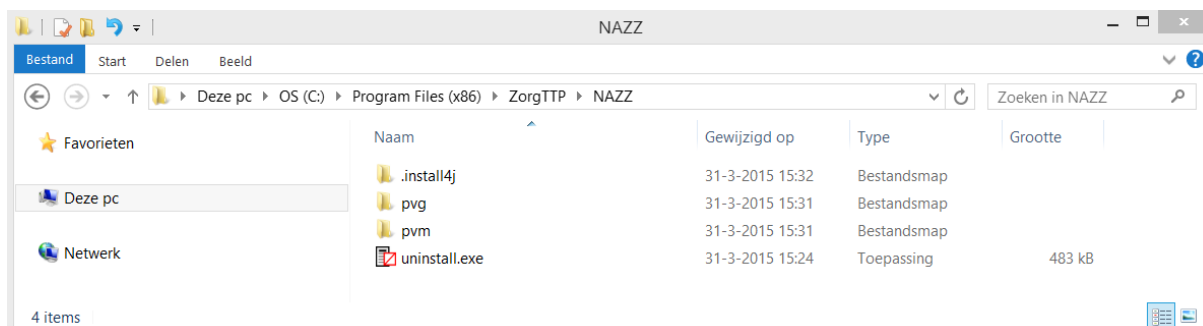 NAZZ
Bestand Start Delen Beeld
Deze pc OS (C:) Program Files (x86) ZorgTTP NAZZ Zoeken in NAZZ
Naam Gewijzigd op Type Grootte
Favorieten
.install4j 31-3-2015 15:32 Bestandsmap
Deze pc
pvg 31-3-2015 15:31 Bestandsmap
pvm 31-3-2015 15:31 Bestandsmap
Netwerk
uninstall.exe 31-3-2015 15:24 Toepassing 483 kB
4 items